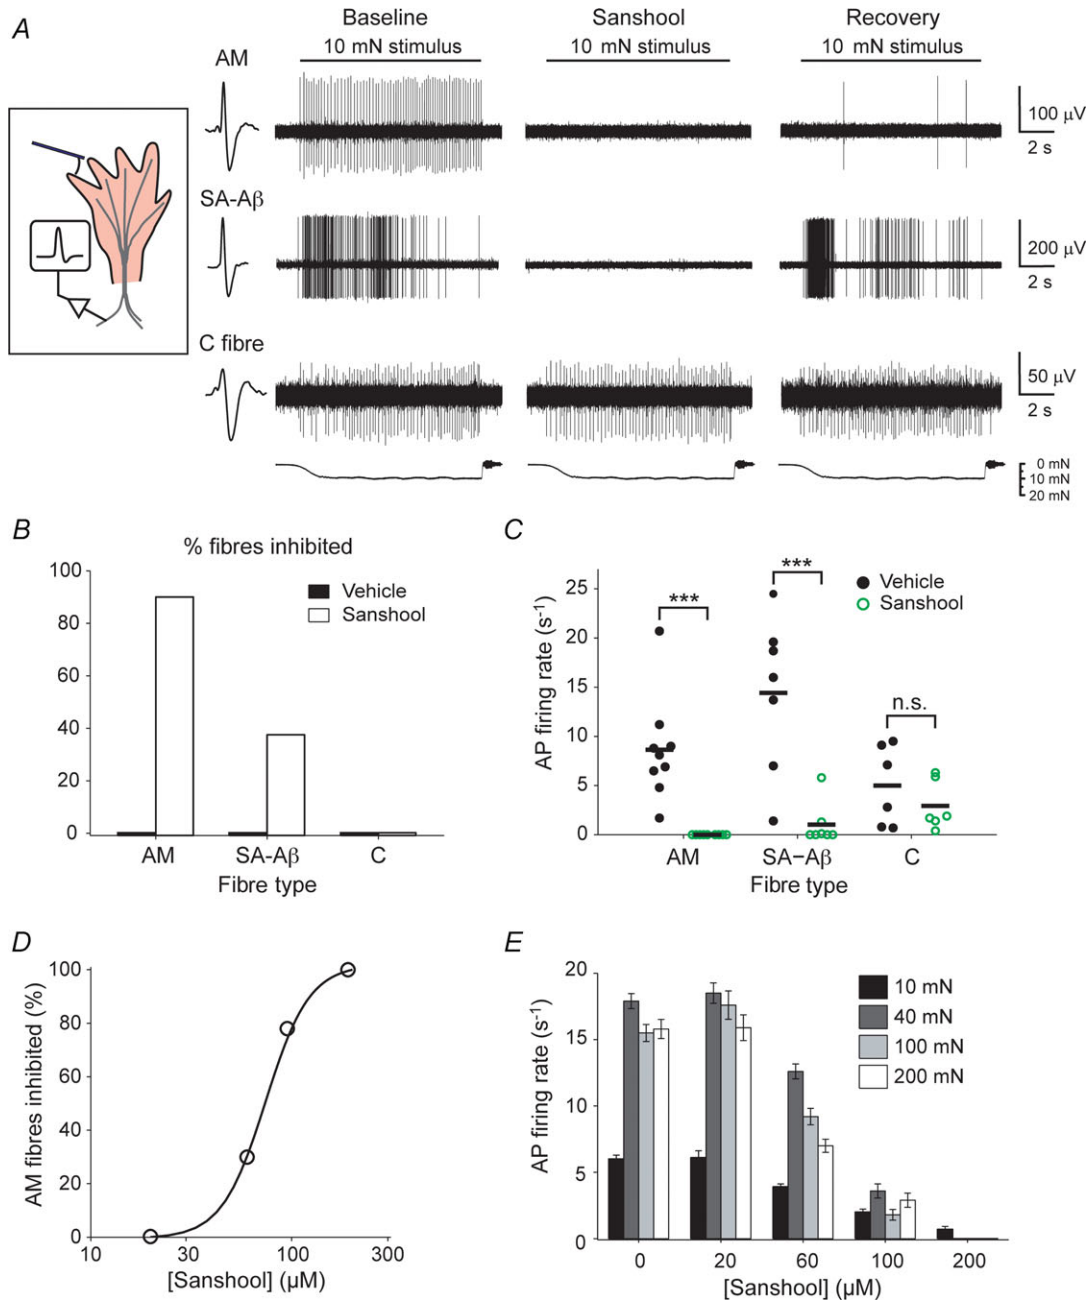 A
Baseline
Sanshool
Recovery
10 mN stimulus
10 mN stimulus
10 mN stimulus
AM
100 µV
2 s
SA-Aβ
200 µV
2 s
C fibre
50 µV
2 s
0 mN
10 mN
20 mN
B
% fibres inhibited
100
80
60
40
20
0
Vehicle
Sanshool
AM
SA-Aβ
C
Fibre type
C
AP firing rate (s⁻¹)
25
20
15
10
5
0
***
***
n.s.
Vehicle
Sanshool
AM
SA−Aβ
C
Fibre type
D
AM fibres inhibited (%)
100
80
60
40
20
0
10
30
100
300
[Sanshool] (µM)
E
AP firing rate (s⁻¹)
20
15
10
5
0
10 mN
40 mN
100 mN
200 mN
0
20
60
100
200
[Sanshool] (µM)